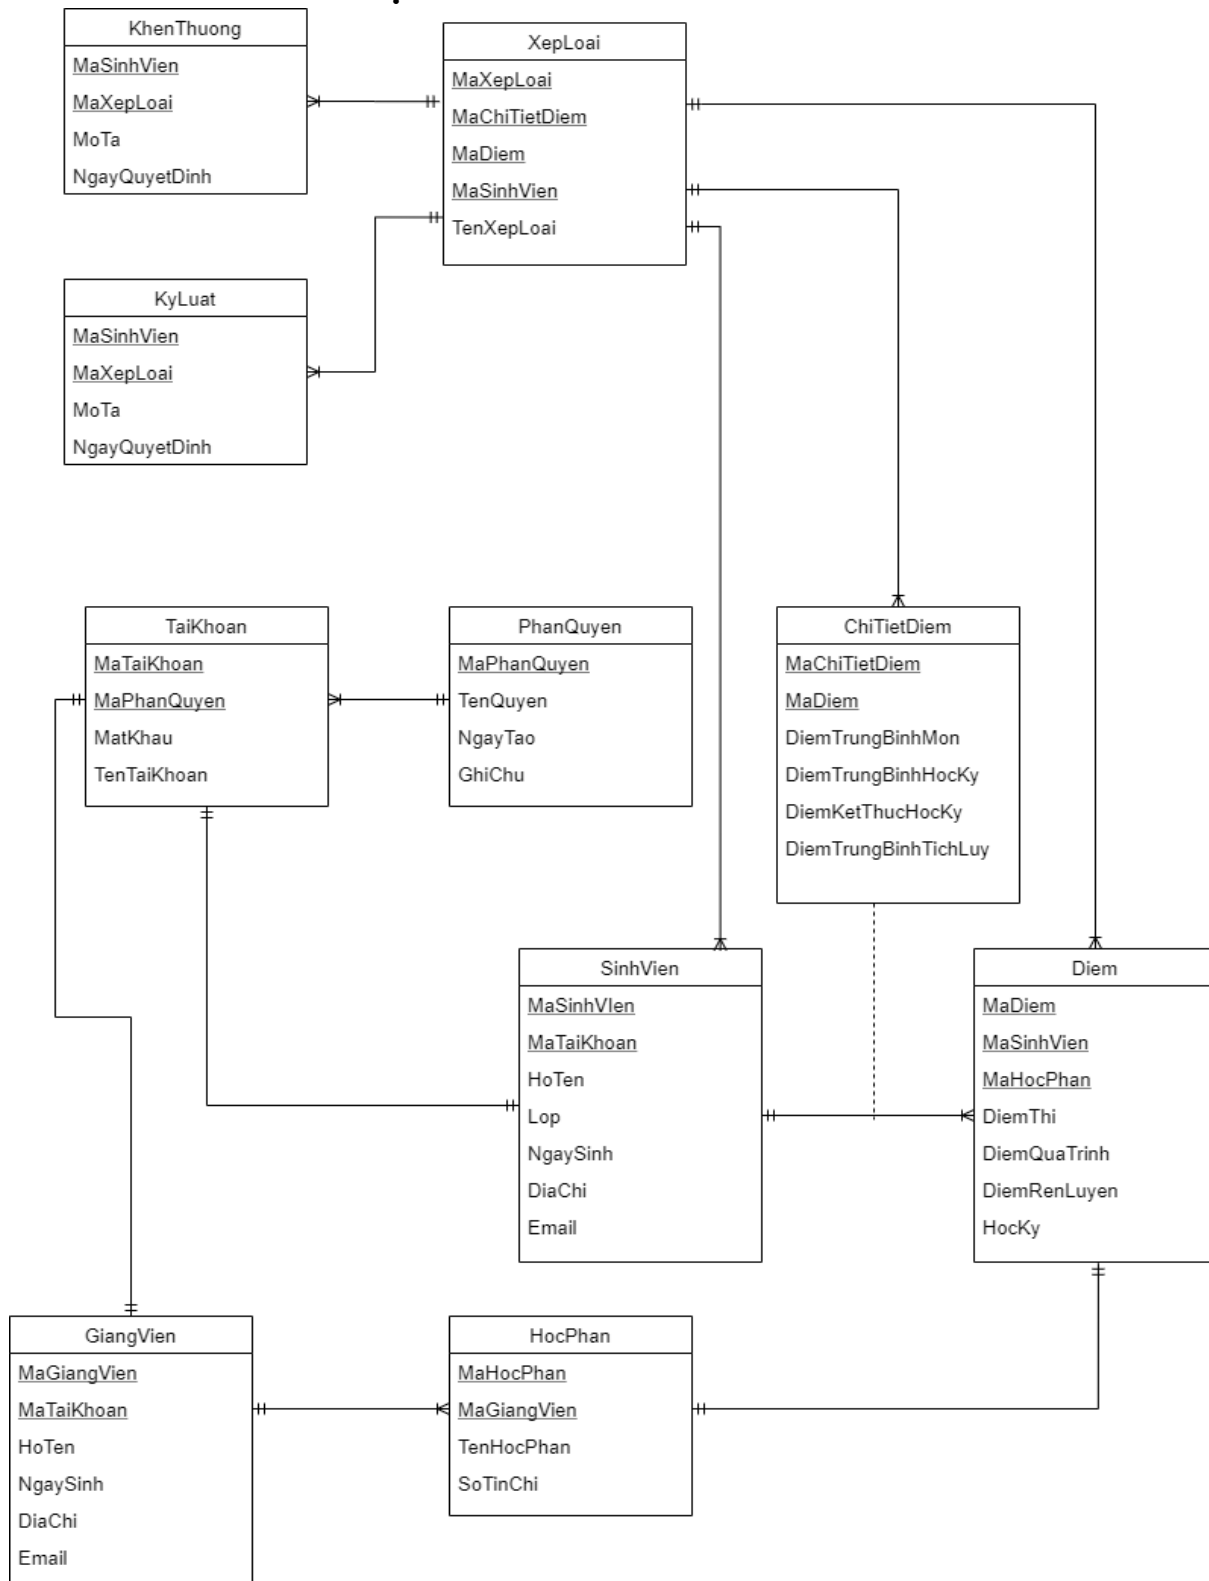 KhenThuong
MaSinhVien
MaXepLoai
MoTa
NgayQuyetDinh
XepLoai
MaXepLoai
MaChiTietDiem
MaDiem
MaSinhVien
TenXepLoai
KyLuat
MaSinhVien
MaXepLoai
MoTa
NgayQuyetDinh
TaiKhoan
MaTaiKhoan
MaPhanQuyen
MatKhau
TenTaiKhoan
PhanQuyen
MaPhanQuyen
TenQuyen
NgayTao
GhiChu
ChiTietDiem
MaChiTietDiem
MaDiem
DiemTrungBinhMon
DiemTrungBinhHocKy
DiemKetThucHocKy
DiemTrungBinhTichLuy
SinhVien
MaSinhVIen
MaTaiKhoan
HoTen
Lop
NgaySinh
DiaChi
Email
Diem
MaDiem
MaSinhVien
MaHocPhan
DiemThi
DiemQuaTrinh
DiemRenLuyen
HocKy
GiangVien
MaGiangVien
MaTaiKhoan
HoTen
NgaySinh
DiaChi
Email
HocPhan
MaHocPhan
MaGiangVien
TenHocPhan
SoTinChi